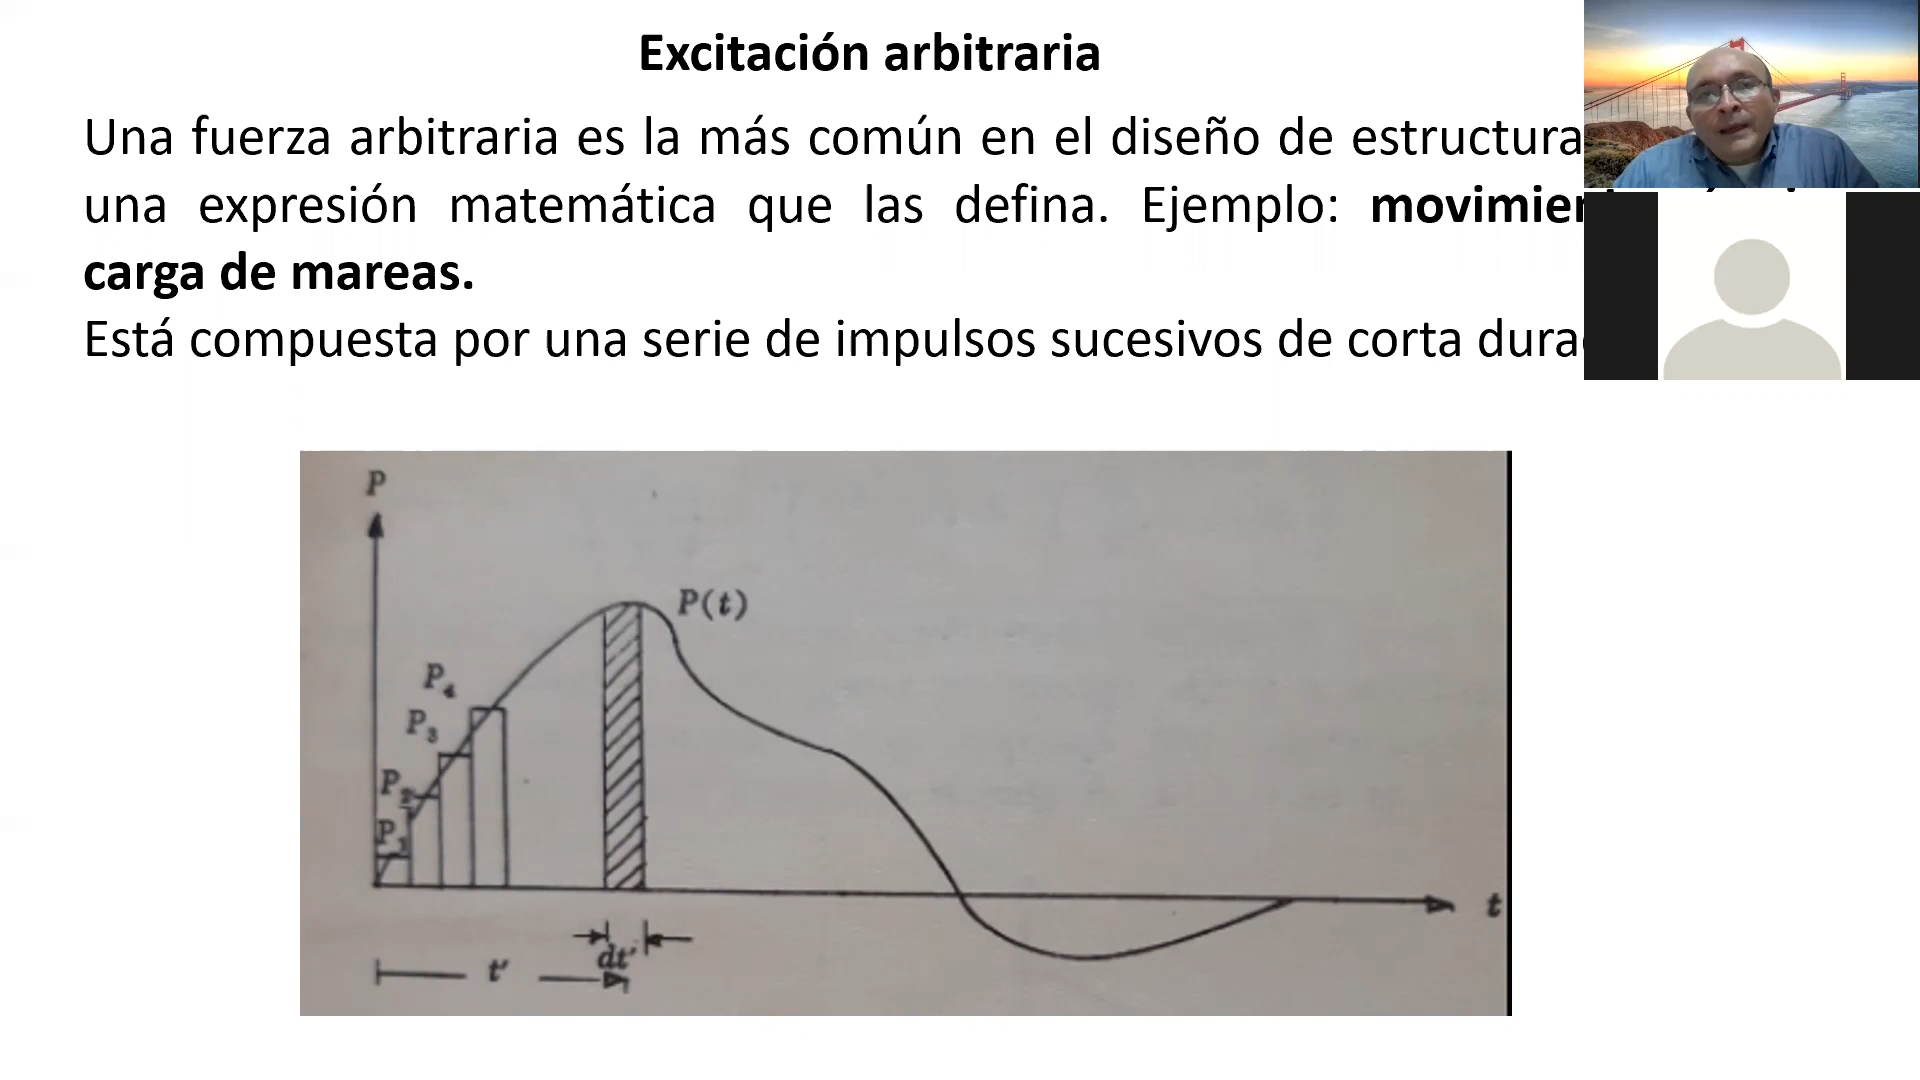 Excitación arbitraria
Una fuerza arbitraria es la más común en el diseño de estructura
una expresión matemática que las defina. Ejemplo:
carga de mareas.
Está compuesta por una serie de impulsos sucesivos de corta
P
P(t)
P₄
P₃
P₂
P₁
t
dt'
t'